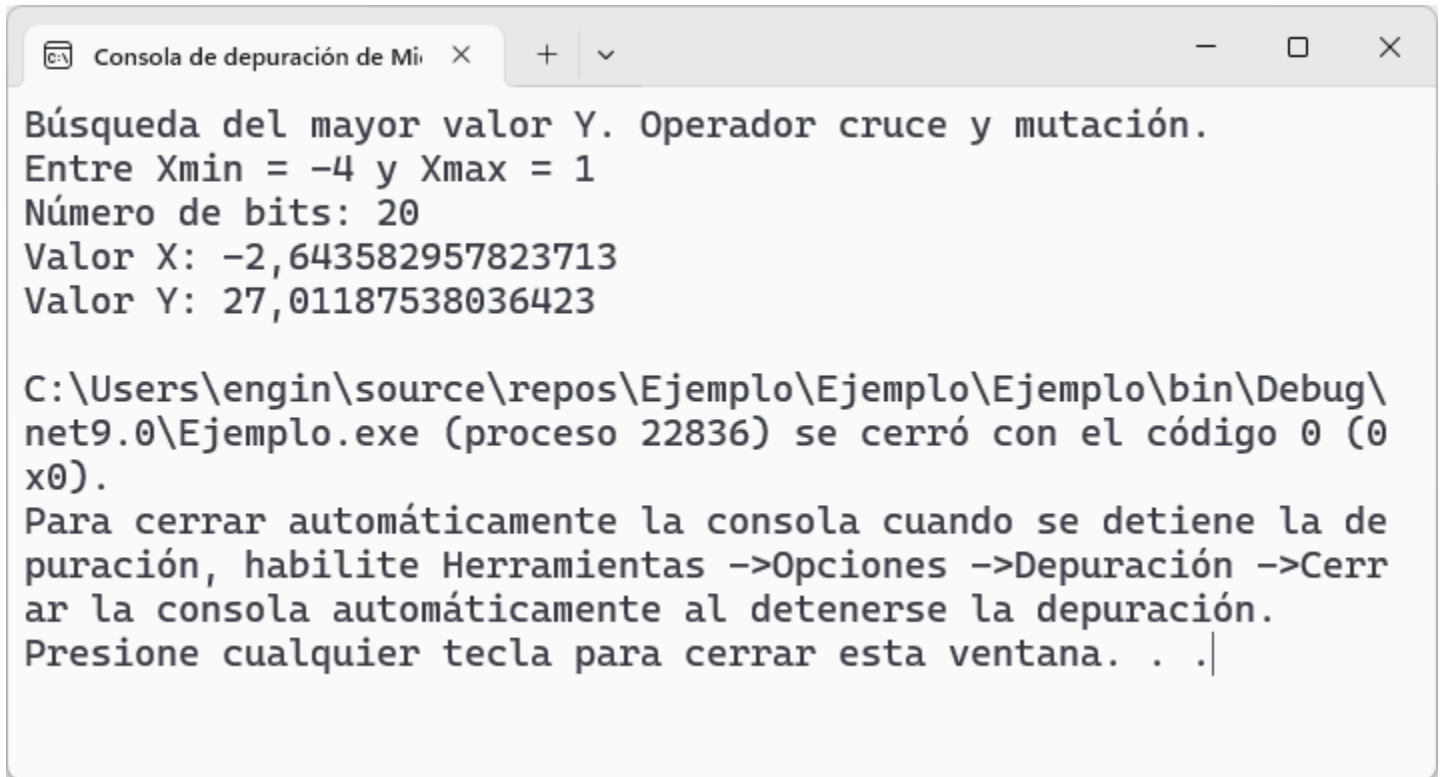 Consola de depuración de Mi
Búsqueda del mayor valor Y. Operador cruce y mutación.
Entre Xmin = -4 y Xmax = 1
Número de bits: 20
Valor X: -2,643582957823713
Valor Y: 27,01187538036423
C:\Users\engin\source\repos\Ejemplo\Ejemplo\Ejemplo\bin\Debug\
net9.0\Ejemplo.exe (proceso 22836) se cerró con el código 0 (0
x0).
Para cerrar automáticamente la consola cuando se detiene la de
puración, habilite Herramientas ->Opciones ->Depuración ->Cerr
ar la consola automáticamente al detenerse la depuración.
Presione cualquier tecla para cerrar esta ventana. . .